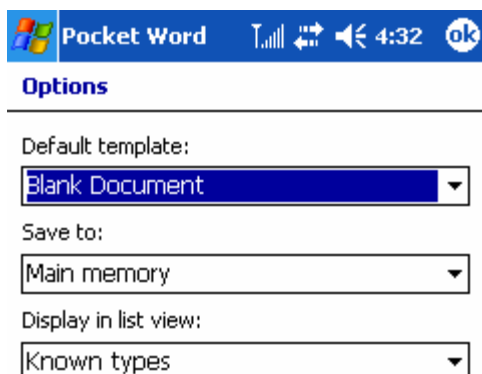 Pocket Word 4:32 ok
Options
Default template:
Blank Document
Save to:
Main memory
Display in list view:
Known types